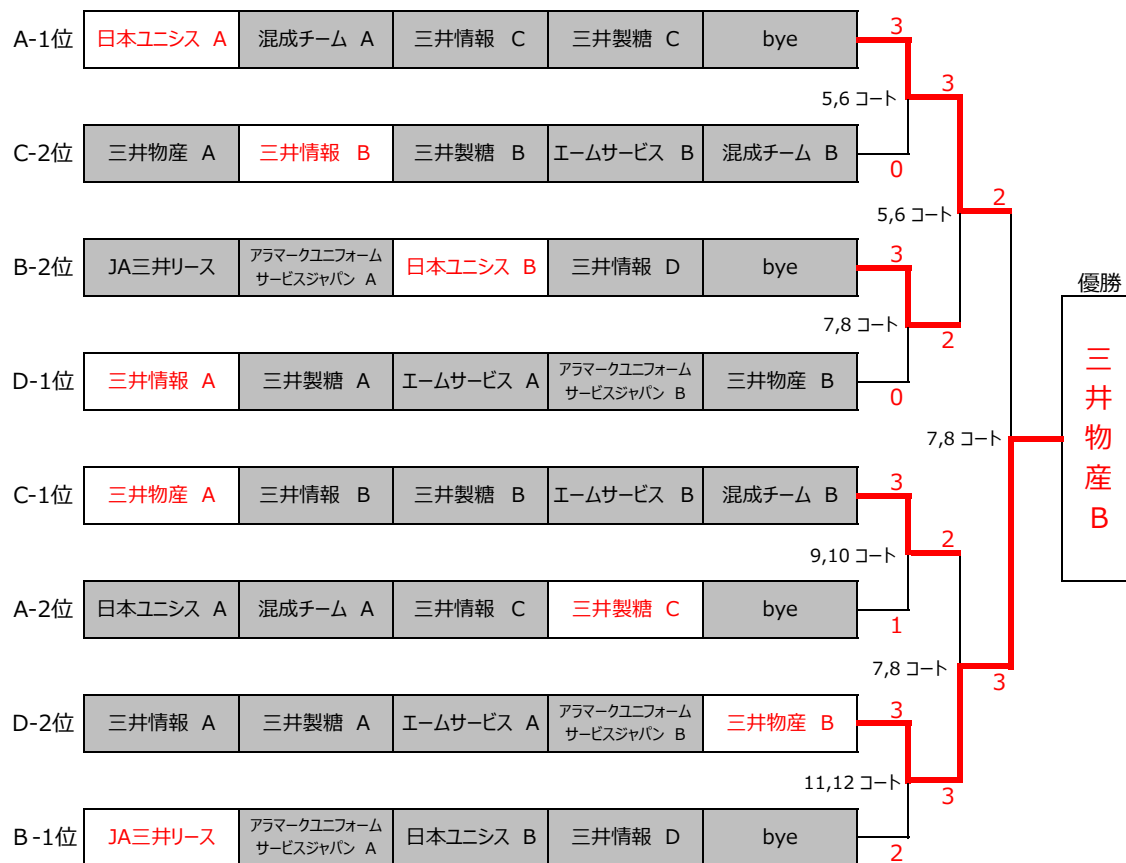 A-1位 日本ユニシス A 混成チーム A 三井情報 C 三井製糖 C bye 3
5,6 コート 3
C-2位 三井物産 A 三井情報 B 三井製糖 B エームサービス B 混成チーム B 0
5,6 コート 2
B-2位 JA三井リース アラマークユニフォーム
サービスジャパン A 日本ユニシス B 三井情報 D bye 3
優勝
7,8 コート 2
D-1位 三井情報 A 三井製糖 A エームサービス A アラマークユニフォーム
サービスジャパン B 三井物産 B 0
三井物産B
7,8 コート
C-1位 三井物産 A 三井情報 B 三井製糖 B エームサービス B 混成チーム B 3
9,10 コート 2
A-2位 日本ユニシス A 混成チーム A 三井情報 C 三井製糖 C bye 1
7,8 コート 3
D-2位 三井情報 A 三井製糖 A エームサービス A アラマークユニフォーム
サービスジャパン B 三井物産 B 3
11,12 コート 3
B-1位 JA三井リース アラマークユニフォーム
サービスジャパン A 日本ユニシス B 三井情報 D bye 2